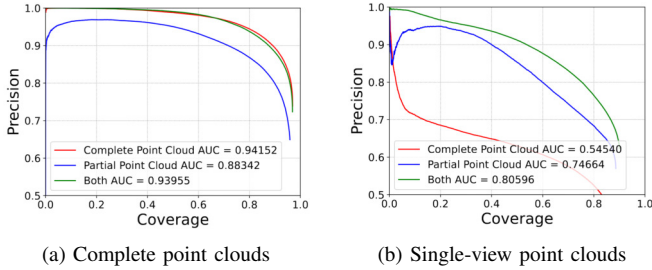 1.0
0.9
0.8
0.7
0.6
0.5
Precision
Complete Point Cloud AUC = 0.94152
Partial Point Cloud AUC = 0.88342
Both AUC = 0.93955
0.0 0.2 0.4 0.6 0.8 1.0
Coverage
(a) Complete point clouds
1.0
0.9
0.8
0.7
0.6
0.5
Precision
Complete Point Cloud AUC = 0.54540
Partial Point Cloud AUC = 0.74664
Both AUC = 0.80596
0.0 0.2 0.4 0.6 0.8 1.0
Coverage
(b) Single-view point clouds